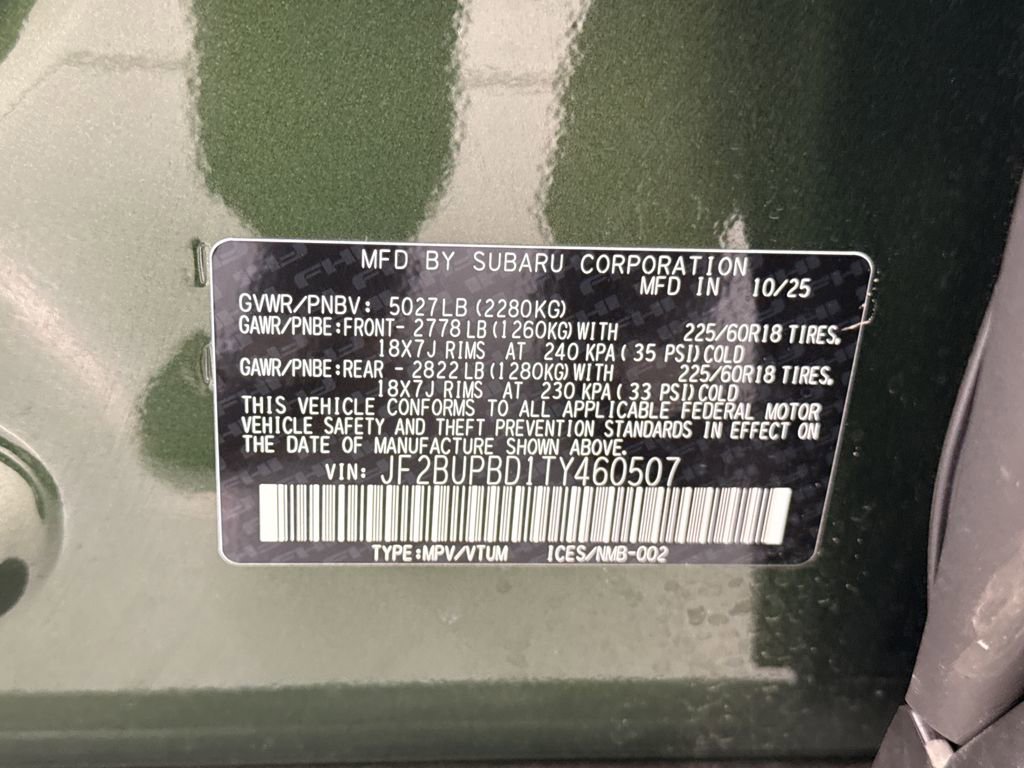 MFD BY SUBARU CORPORATION
MFD IN 10/25
GVWR/PNBV: 5027LB (2280KG)
GAWR/PNBE:FRONT- 2778 LB(1260KG)WITH 225/60R18 TIRES,
18X7J RIMS AT 240 KPA( 35 PSI)COLD
GAWR/PNBE:REAR - 2822 LB(1280KG)WITH 225/60R18 TIRES,
18X7J RIMS AT 230 KPA( 33 PSI)COLD
THIS VEHICLE CONFORMS TO ALL APPLICABLE FEDERAL MOTOR
VEHICLE SAFETY AND THEFT PREVENTION STANDARDS IN EFFECT ON
THE DATE OF MANUFACTURE SHOWN ABOVE.
VIN: JF2BUPBD1TY460507
TYPE:MPV/VTUM ICES/NMB-002